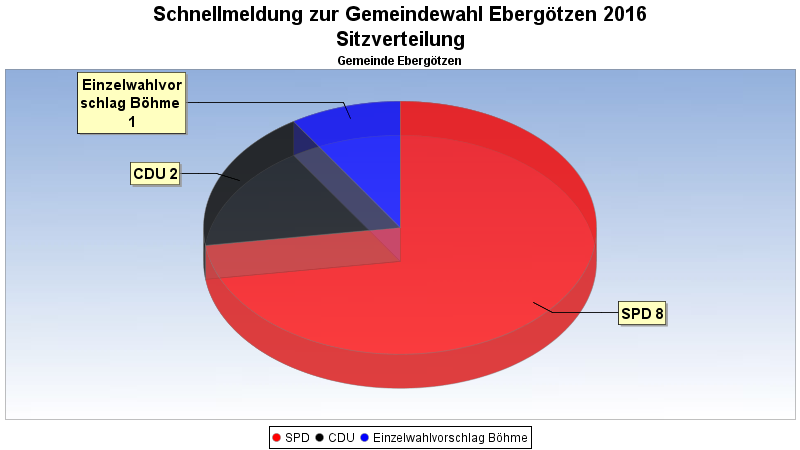 Schnellmeldung zur Gemeindewahl Ebergötzen 2016
Sitzverteilung
Gemeinde Ebergötzen
Einzelwahlvor
schlag Böhme
1
CDU 2
SPD 8
SPD CDU Einzelwahlvorschlag Böhme